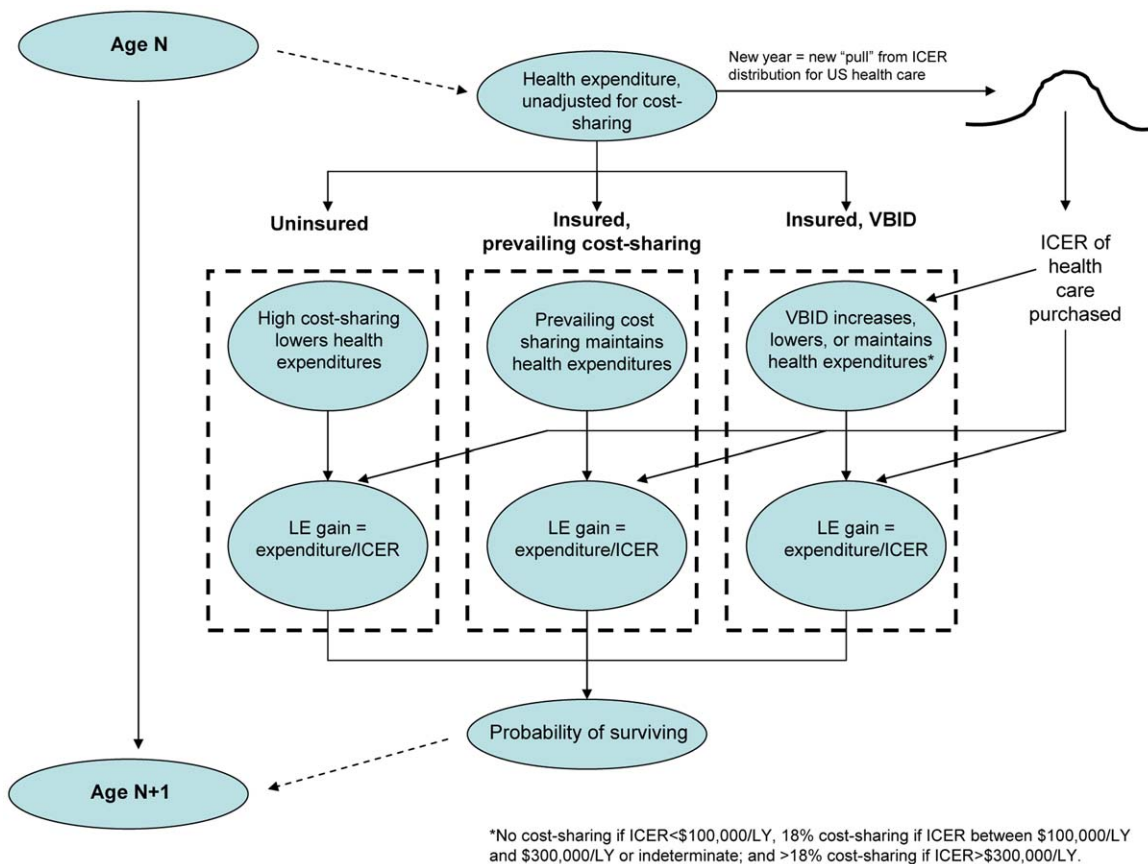 Age N
New year = new “pull” from ICER
distribution for US health care
Health expenditure,
unadjusted for cost-
sharing
Uninsured
Insured,
prevailing cost-sharing
Insured, VBID
ICER of
health
care
purchased
High cost-sharing
lowers health
expenditures
Prevailing cost
sharing maintains
health expenditures
VBID increases,
lowers, or maintains
health expenditures*
LE gain =
expenditure/ICER
LE gain =
expenditure/ICER
LE gain =
expenditure/ICER
Probability of surviving
Age N+1
*No cost-sharing if ICER<$100,000/LY, 18% cost-sharing if ICER between $100,000/LY
and $300,000/LY or indeterminate; and >18% cost-sharing if ICER>$300,000/LY.